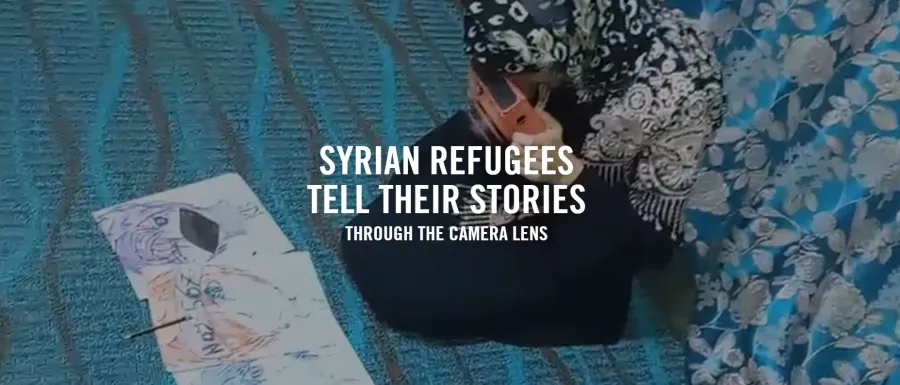 SYRIAN REFUGEES
TELL THEIR STORIES
THROUGH THE CAMERA LENS